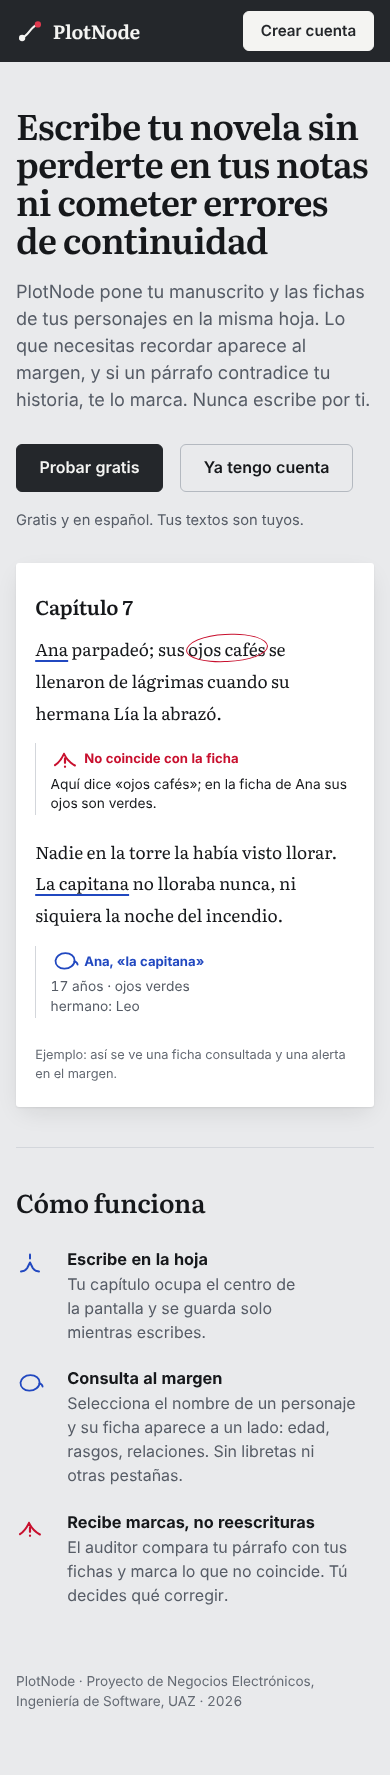 PlotNode
Crear cuenta
Escribe tu novela sin
perderte en tus notas
ni cometer errores
de continuidad
PlotNode pone tu manuscrito y las fichas
de tus personajes en la misma hoja. Lo
que necesitas recordar aparece al
margen, y si un párrafo contradice tu
historia, te lo marca. Nunca escribe por ti.
Probar gratis
Ya tengo cuenta
Gratis y en español. Tus textos son tuyos.
Capítulo 7
Ana parpadeó; sus ojos cafés se
llenaron de lágrimas cuando su
hermana Lía la abrazó.
No coincide con la ficha
Aquí dice «ojos cafés»; en la ficha de Ana sus
ojos son verdes.
Nadie en la torre la había visto llorar.
La capitana no lloraba nunca, ni
siquiera la noche del incendio.
Ana, «la capitana»
17 años · ojos verdes
hermano: Leo
Ejemplo: así se ve una ficha consultada y una alerta
en el margen.
Cómo funciona
Escribe en la hoja
Tu capítulo ocupa el centro de
la pantalla y se guarda solo
mientras escribes.
Consulta al margen
Selecciona el nombre de un personaje
y su ficha aparece a un lado: edad,
rasgos, relaciones. Sin libretas ni
otras pestañas.
Recibe marcas, no reescrituras
El auditor compara tu párrafo con tus
fichas y marca lo que no coincide. Tú
decides qué corregir.
PlotNode · Proyecto de Negocios Electrónicos,
Ingeniería de Software, UAZ · 2026